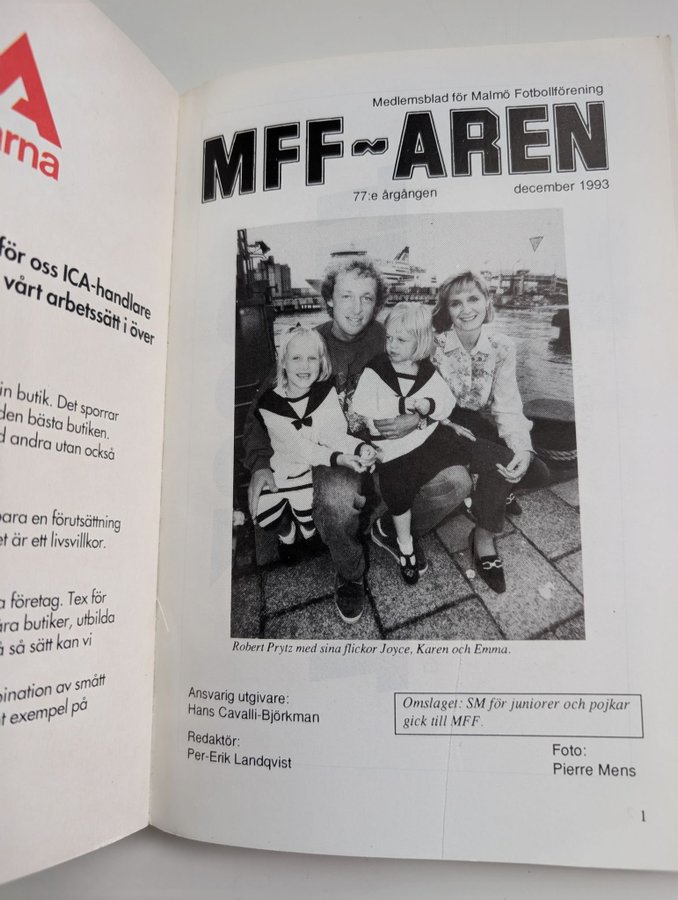 A
arna
för oss ICA-handlare
vårt arbetssätt i över
in butik. Det sporrar
den bästa butiken.
d andra utan också
bara en förutsättning
et är ett livsvillkor.
a företag. Tex för
åra butiker, utbilda
å så sätt kan vi
bination av smått
t exempel på
Medlemsblad för Malmö Fotbollförening
MFF~AREN
77:e årgången
december 1993
Robert Prytz med sina flickor Joyce, Karen och Emma.
Ansvarig utgivare:
Hans Cavalli-Björkman
Redaktör:
Per-Erik Landqvist
Omslaget: SM för juniorer och pojkar
gick till MFF.
Foto:
Pierre Mens
1